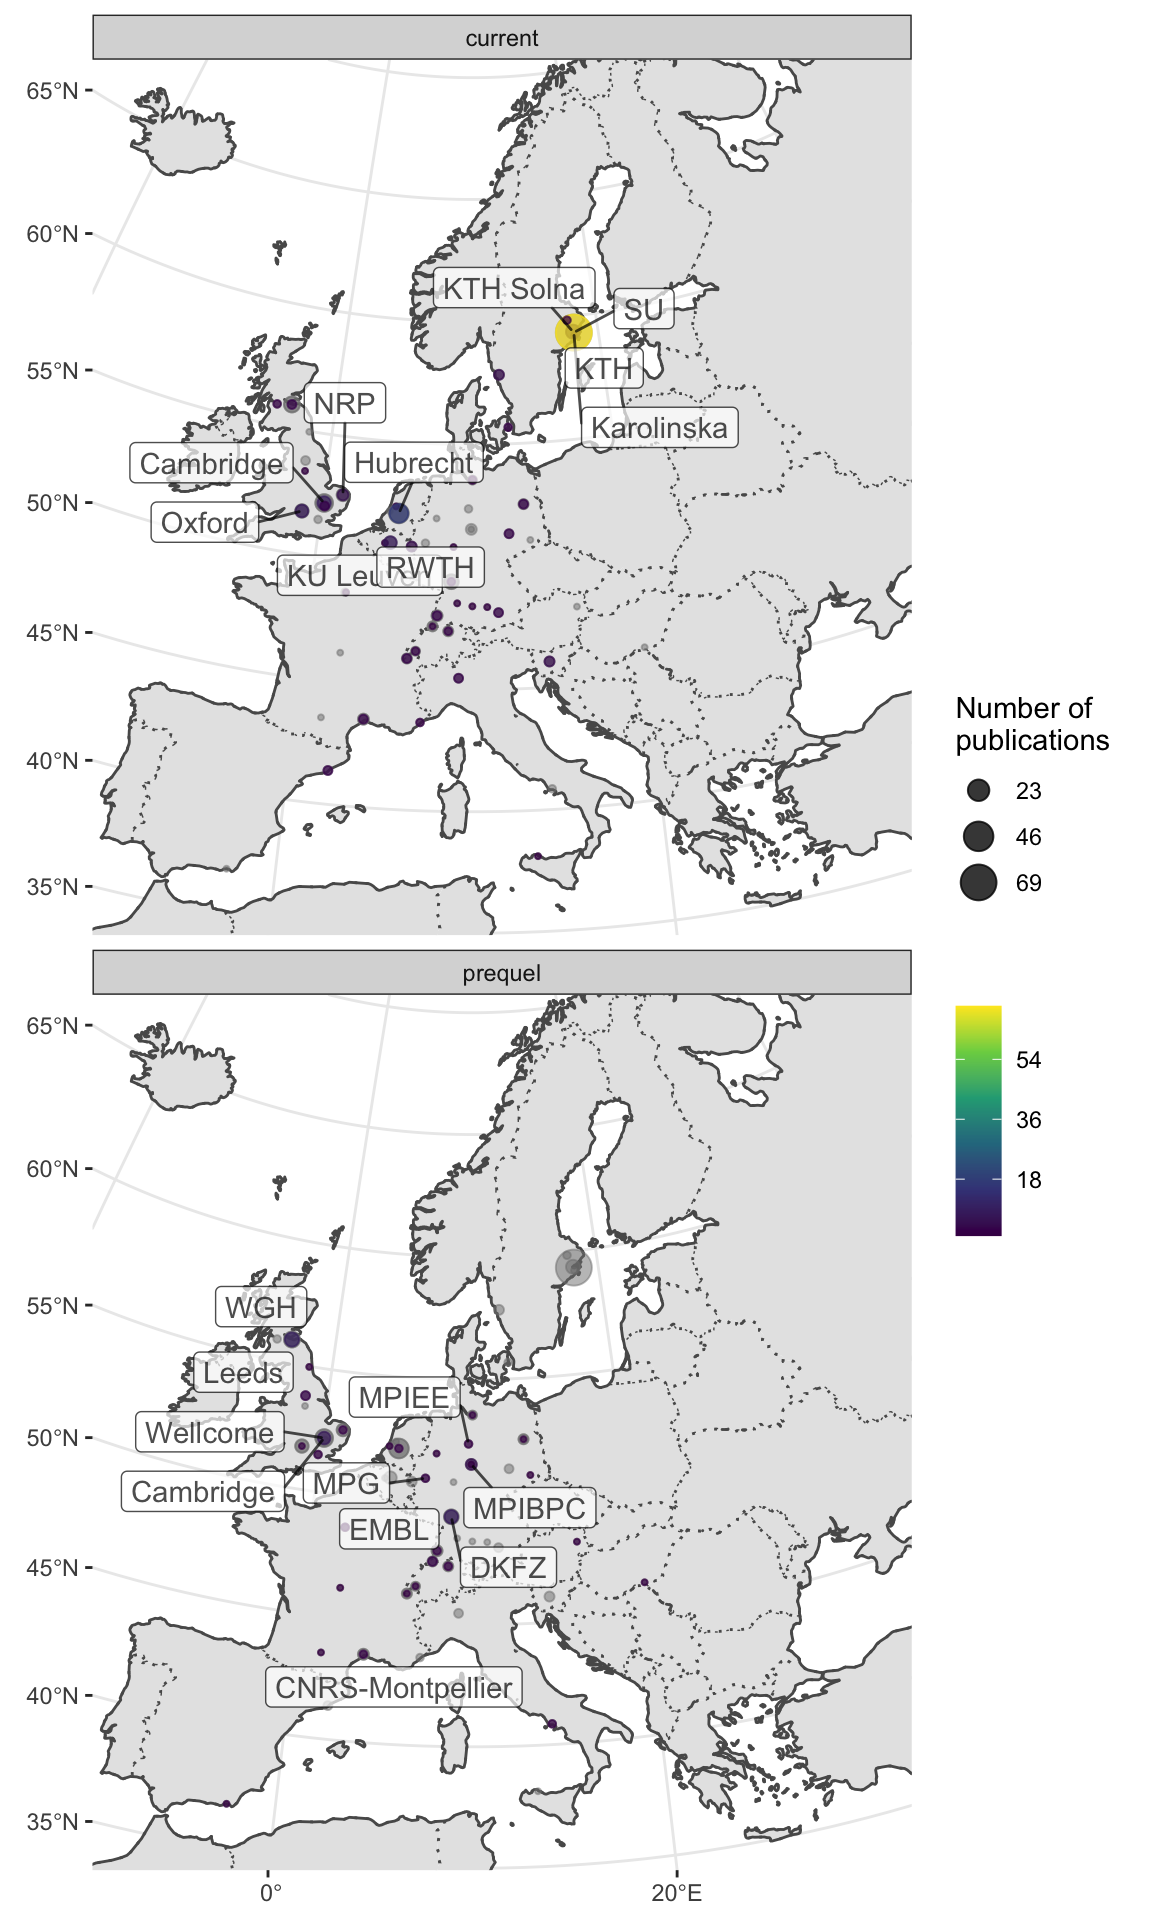 current
65°N
60°N
55°N
50°N
45°N
40°N
35°N
KTH Solna
SU
KTH
Karolinska
NRP
Cambridge
Hubrecht
Oxford
KU Leuven
RWTH
Number of
publications
23
46
69
prequel
65°N
60°N
55°N
50°N
45°N
40°N
35°N
54
36
18
WGH
Leeds
MPIEE
Wellcome
Cambridge
MPG
MPIBPC
EMBL
DKFZ
CNRS-Montpellier
0°
20°E